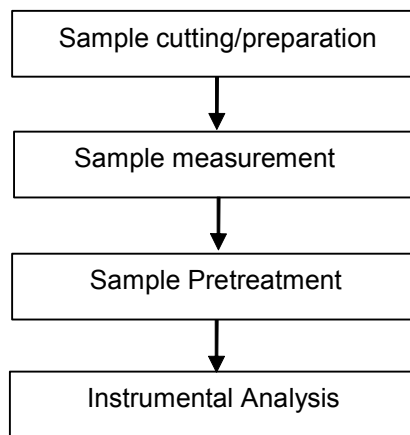 Sample cutting/preparation
Sample measurement
Sample Pretreatment
Instrumental Analysis